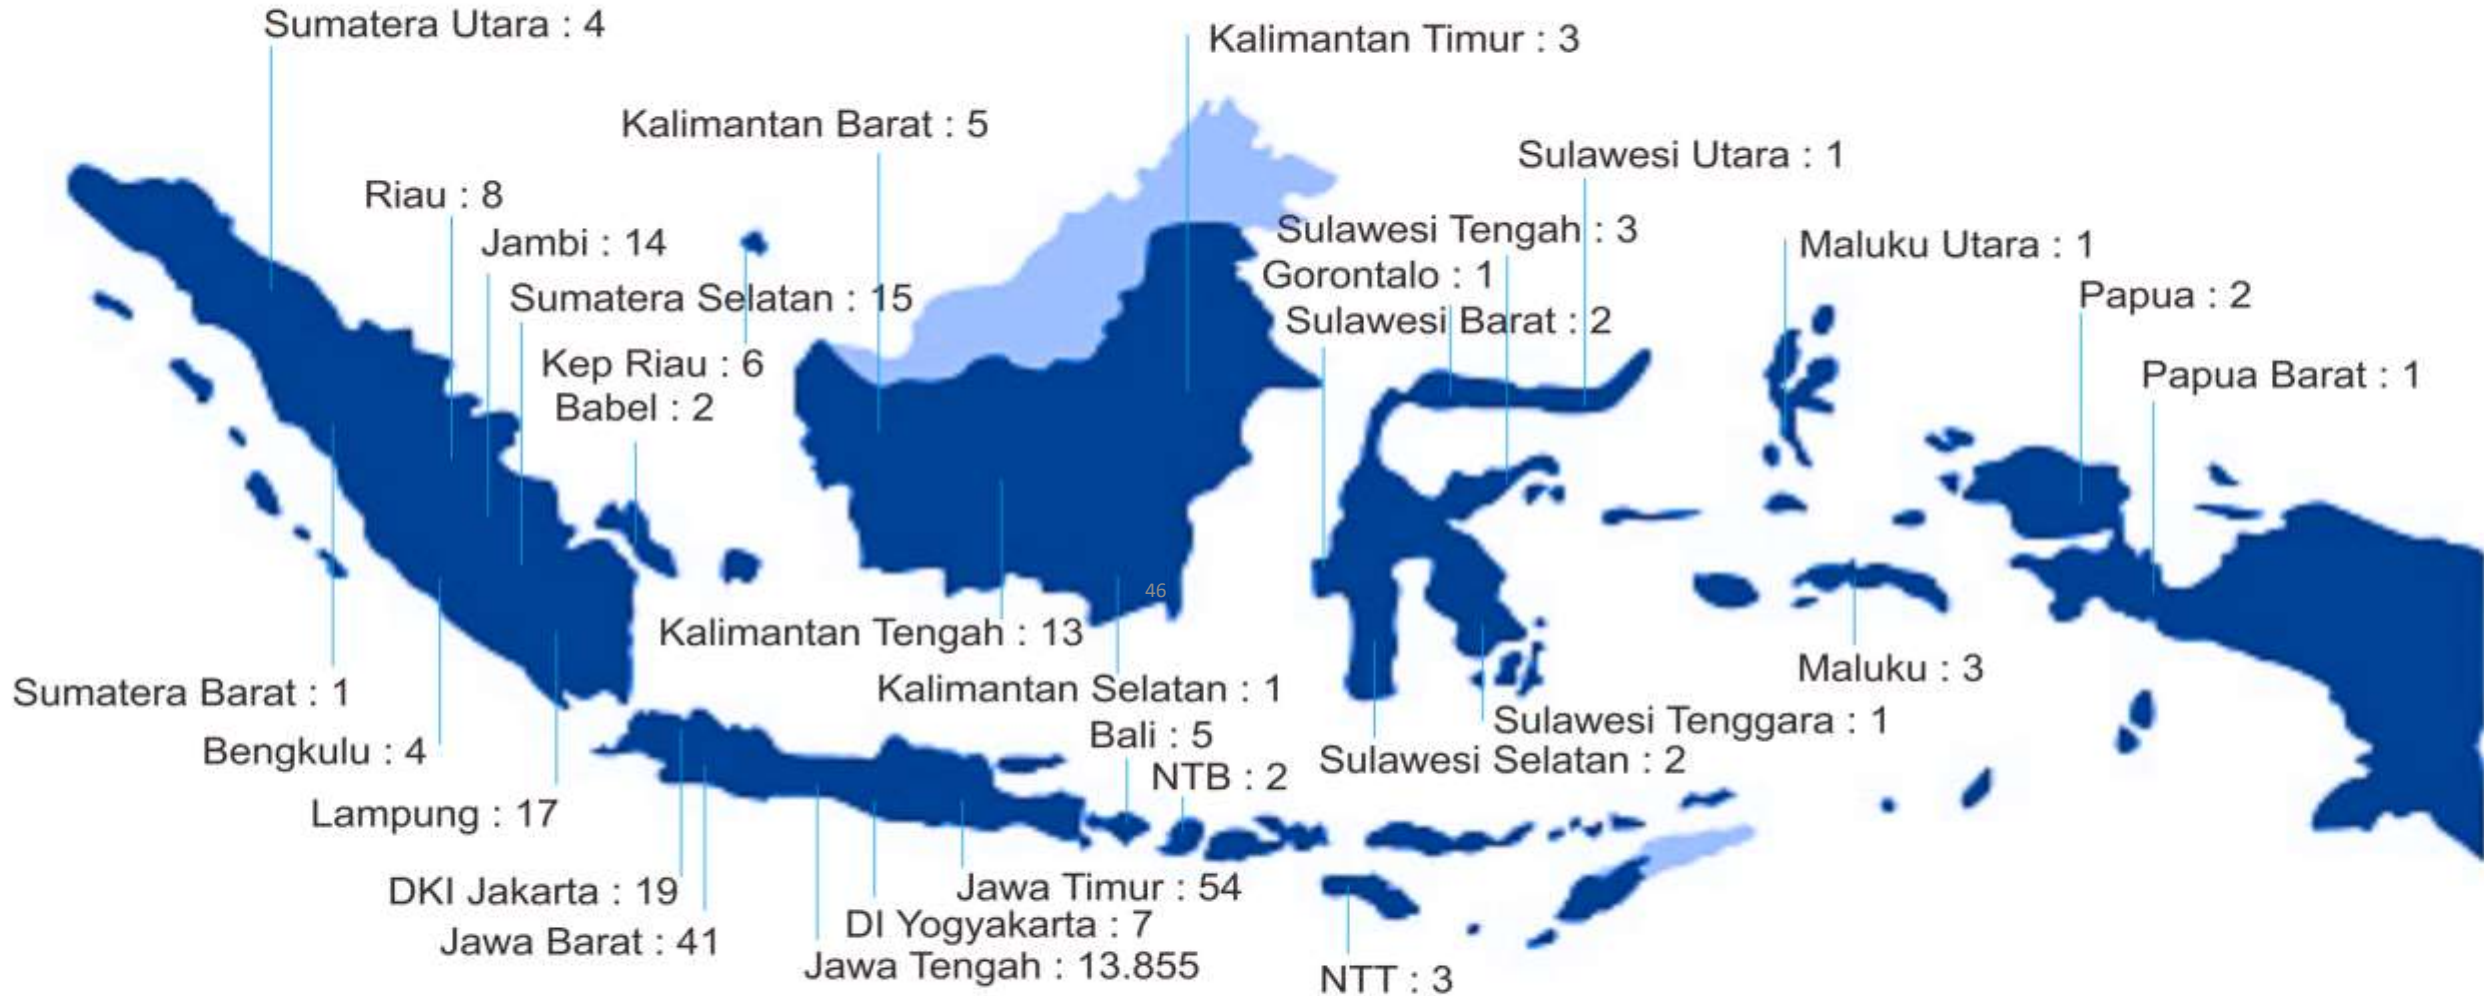 Sumatera Utara : 4
Kalimantan Timur : 3
Kalimantan Barat : 5
Sulawesi Utara : 1
Riau : 8
Jambi : 14
Sulawesi Tengah : 3
Maluku Utara : 1
Gorontalo : 1
Sumatera Selatan : 15
Papua : 2
Sulawesi Barat : 2
Kep Riau : 6
Papua Barat : 1
Babel : 2
46
Kalimantan Tengah : 13
Maluku : 3
Sumatera Barat : 1
Kalimantan Selatan : 1
Sulawesi Tenggara : 1
Bali : 5
Bengkulu : 4
Sulawesi Selatan : 2
NTB : 2
Lampung : 17
DKI Jakarta : 19
Jawa Timur : 54
DI Yogyakarta : 7
Jawa Barat : 41
Jawa Tengah : 13.855
NTT : 3